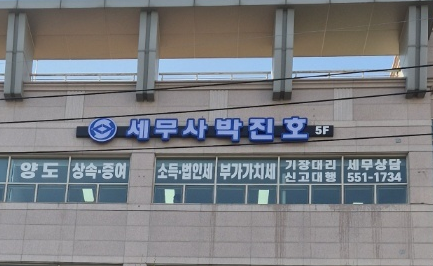 세무사박진호 5F
양도 상속·증여 소득·법인세 부가가치세 기장대리 세무상담
신고대행 551-1734